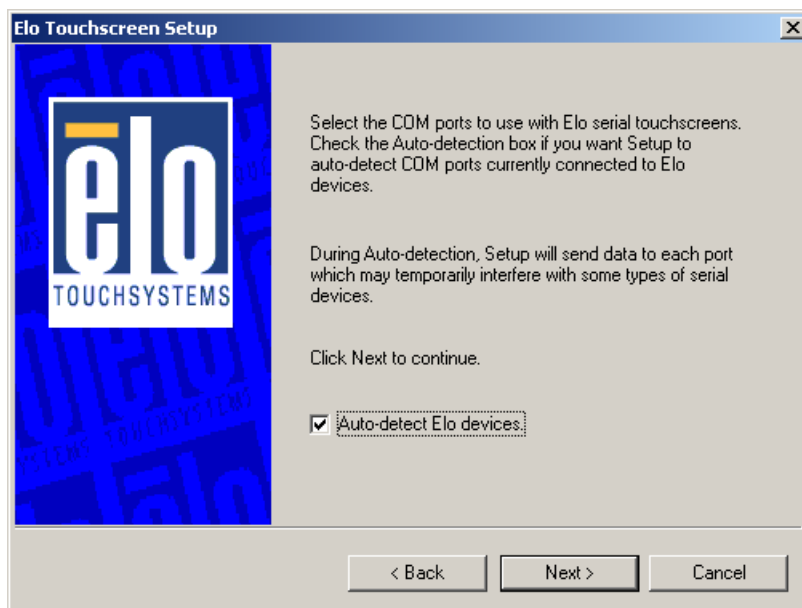 Elo Touchscreen Setup
Select the COM ports to use with Elo serial touchscreens.
Check the Auto-detection box if you want Setup to
auto-detect COM ports currently connected to Elo
devices.
ēlo
TOUCHSYSTEMS
During Auto-detection, Setup will send data to each port
which may temporarily interfere with some types of serial
devices.
Click Next to continue.
Auto-detect Elo devices.
< Back
Next >
Cancel